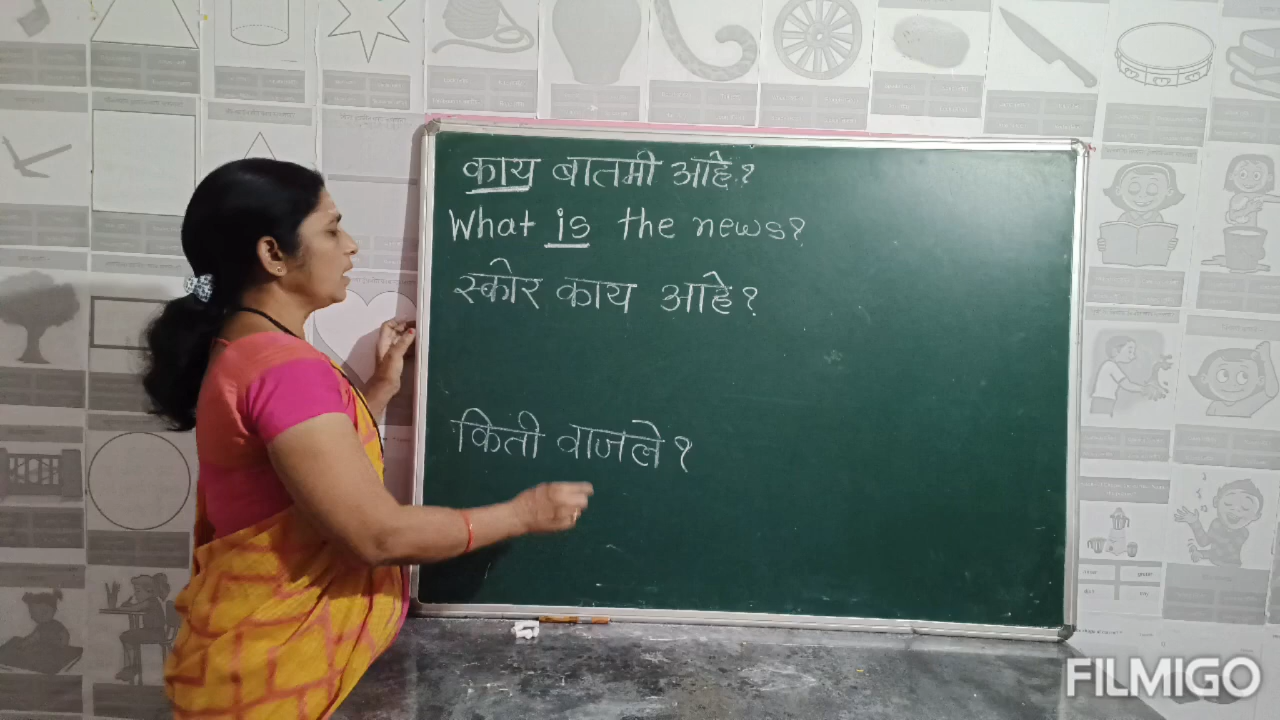 काय बातमी आहे?
What is the news?
स्कोर काय आहे?
किती वाजले?
FILMIGO